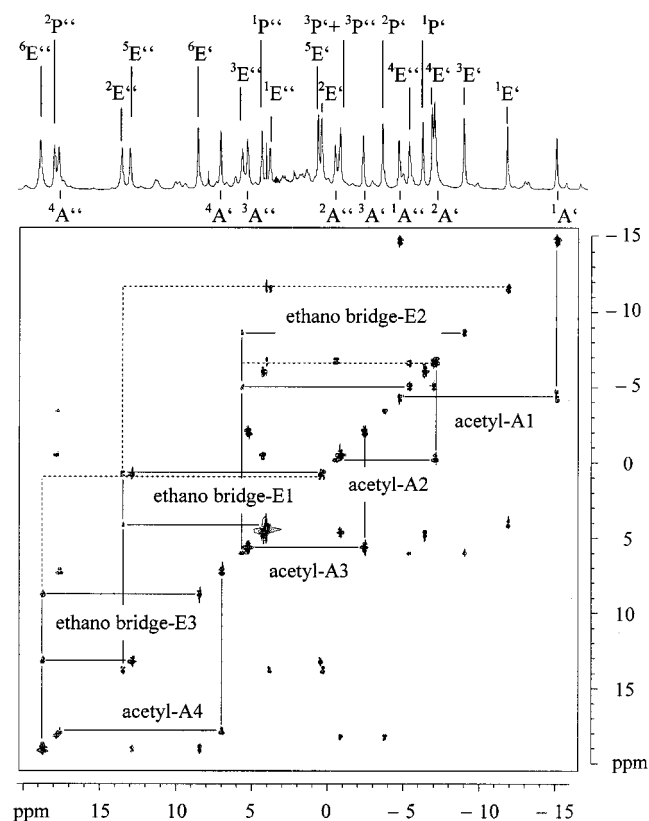 ²P“ ¹P“ ³P‘+ ³P“ ²P‘ ¹P‘
⁶E“ ⁵E“ ⁶E‘ ³E“ ⁵E‘ ⁴E“ ⁴E‘ ³E‘
²E“ ¹E“ ²E‘ ¹E‘
⁴A“ ⁴A‘ ³A“ ²A“ ³A‘ ¹A“ ²A‘ ¹A‘
− 15
ethano bridge-E2
− 10
− 5
acetyl-A1
0
acetyl-A2
ethano bridge-E1
5
acetyl-A3
10
ethano bridge-E3
15
acetyl-A4
ppm
ppm 15 10 5 0 − 5 − 10 − 15